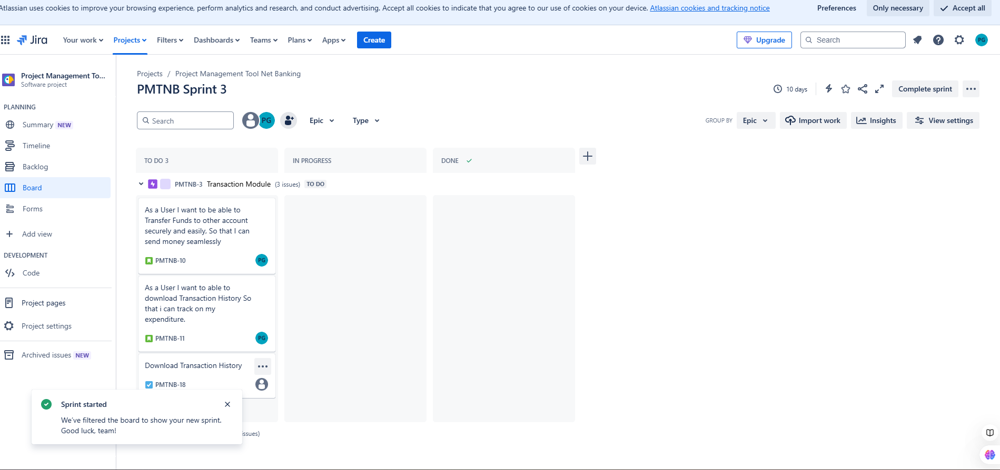 Atlassian uses cookies to improve your browsing experience, perform analytics and research, and conduct advertising. Accept all cookies to indicate that you agree to our use of cookies on your device. Atlassian cookies and tracking notice
Preferences
Only necessary
Accept all
Jira
Your work
Projects
Filters
Dashboards
Teams
Plans
Apps
Create
Upgrade
Search
PG
Project Management To...
Software project
PLANNING
Summary NEW
Timeline
Backlog
Board
Forms
Add view
DEVELOPMENT
Code
Project pages
Project settings
Archived issues NEW
Projects / Project Management Tool Net Banking
PMTNB Sprint 3
10 days
Complete sprint
Search
PG
Epic
Type
GROUP BY
Epic
Import work
Insights
View settings
TO DO 3
IN PROGRESS
DONE
PMTNB-3 Transaction Module (3 issues) TO DO
As a User I want to be able to
Transfer Funds to other account
securely and easily, So that I can
send money seamlessly
PMTNB-10
PG
As a User I want to able to
download Transaction History So
that i can track on my
expenditure.
PMTNB-11
PG
Download Transaction History
PMTNB-18
Sprint started
We've filtered the board to show your new sprint.
Good luck, team!
issues)